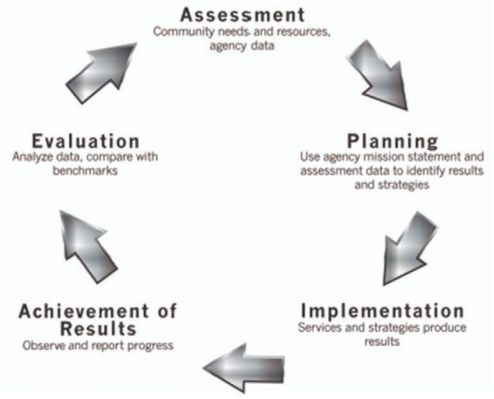 Assessment
Community needs and resources,
agency data
Evaluation
Analyze data, compare with
benchmarks
Planning
Use agency mission statement and
assessment data to identify results
and strategies
Achievement of
Results
Observe and report progress
Implementation
Services and strategies produce
results